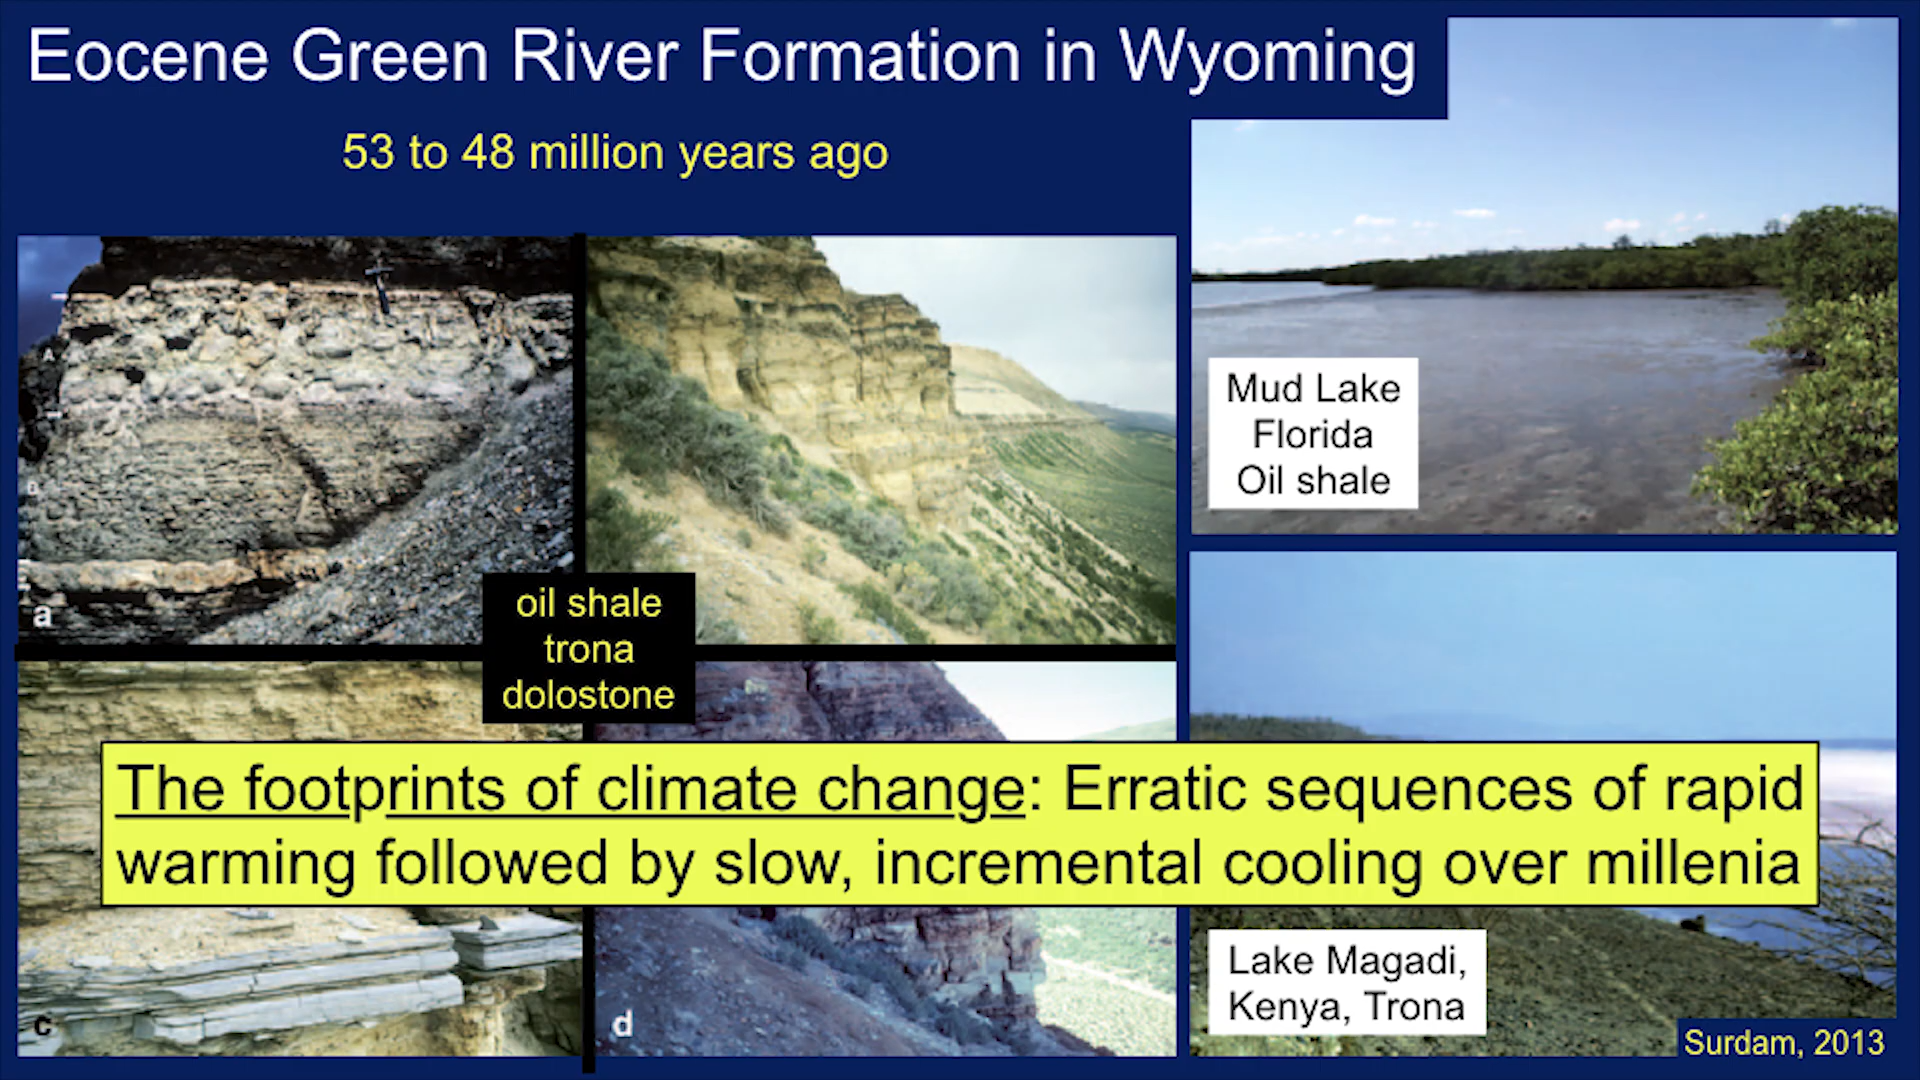 Eocene Green River Formation in Wyoming
53 to 48 million years ago
Mud Lake
Florida
Oil shale
A
a
oil shale
trona
dolostone
The footprints of climate change: Erratic sequences of rapid
warming followed by slow, incremental cooling over millenia
c
d
Lake Magadi,
Kenya, Trona
Surdam, 2013